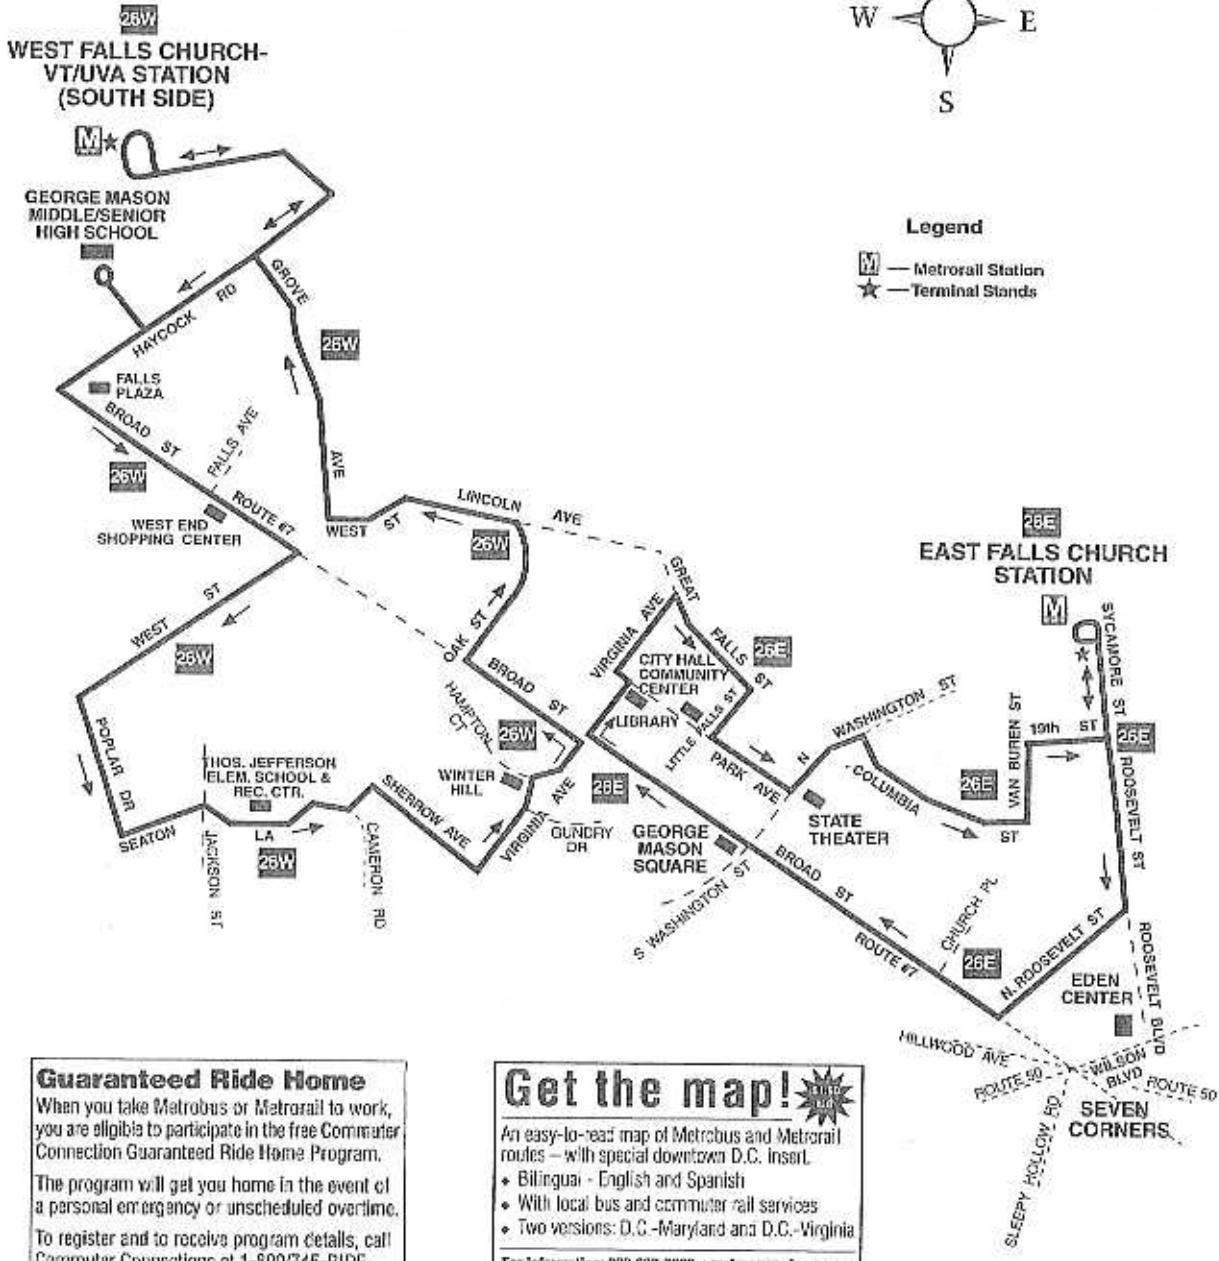 26W
WEST FALLS CHURCH-
VT/UVA STATION
(SOUTH SIDE)
W
E
S
M
GEORGE MASON
MIDDLE/SENIOR
HIGH SCHOOL
Legend
M — Metrorail Station
— Terminal Stands
GROVE
AVE
HAYCOCK RD
26W
FALLS
PLAZA
BROAD ST
26W
FALLS AVE
ROUTE #7
WEST END
SHOPPING CENTER
WEST ST
LINCOLN AVE
26W
GREAT
FALLS ST
26E
EAST FALLS CHURCH
STATION
M
SYCAMORE ST
WEST ST
26W
OAK ST
BROAD ST
VIRGINIA AVE
CITY HALL
COMMUNITY
CENTER
26E
LIBRARY
LITTLE FALLS ST
N WASHINGTON ST
VAN BUREN ST
19th ST
26E
POPLAR DR
HAMPTON
CT
26W
PARK AVE
COLUMBIA ST
26E
ROOSEVELT ST
THOS. JEFFERSON
ELEM. SCHOOL &
REC. CTR.
WINTER
HILL
VIRGINIA AVE
26E
STATE
THEATER
SEATON LA
26W
JACKSON ST
CAMERON RD
SHERROW AVE
GUNDRY
DR
GEORGE
MASON
SQUARE
S WASHINGTON ST
BROAD ST
ROUTE #7
CHURCH PL
26E
N. ROOSEVELT ST
EDEN
CENTER
ROOSEVELT BLVD
HILLWOOD AVE
ROUTE 50
WILSON
BLVD
ROUTE 50
SEVEN
CORNERS
SLEEPY HOLLOW RD
Guaranteed Ride Home
When you take Metrobus or Metrorail to work,
you are eligible to participate in the free Commuter
Connection Guaranteed Ride Home Program.
The program will get you home in the event of
a personal emergency or unscheduled overtime.
To register and to receive program details, call
Commuter Connections at 1-800/745-RIDE
Get the map!
An easy-to-read map of Metrobus and Metrorail
routes – with special downtown D.C. insert.
• Bilingual - English and Spanish
• With local bus and commuter rail services
• Two versions: D.C.-Maryland and D.C.-Virginia
For information: